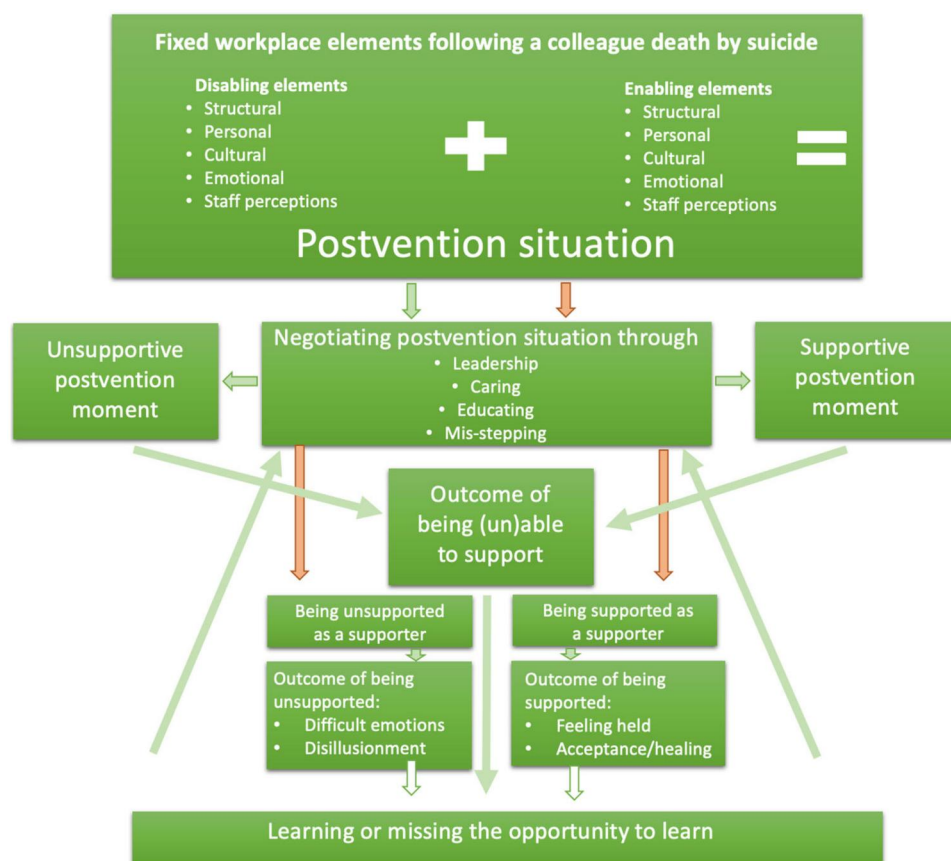 Fixed workplace elements following a colleague death by suicide
Disabling elements
• Structural
• Personal
• Cultural
• Emotional
• Staff perceptions
Enabling elements
• Structural
• Personal
• Cultural
• Emotional
• Staff perceptions
Postvention situation
Unsupportive
postvention
moment
Negotiating postvention situation through
• Leadership
• Caring
• Educating
• Mis-stepping
Supportive
postvention
moment
Outcome of
being (un)able
to support
Being unsupported
as a supporter
Being supported as
a supporter
Outcome of being
unsupported:
• Difficult emotions
• Disillusionment
Outcome of being
supported:
• Feeling held
• Acceptance/healing
Learning or missing the opportunity to learn